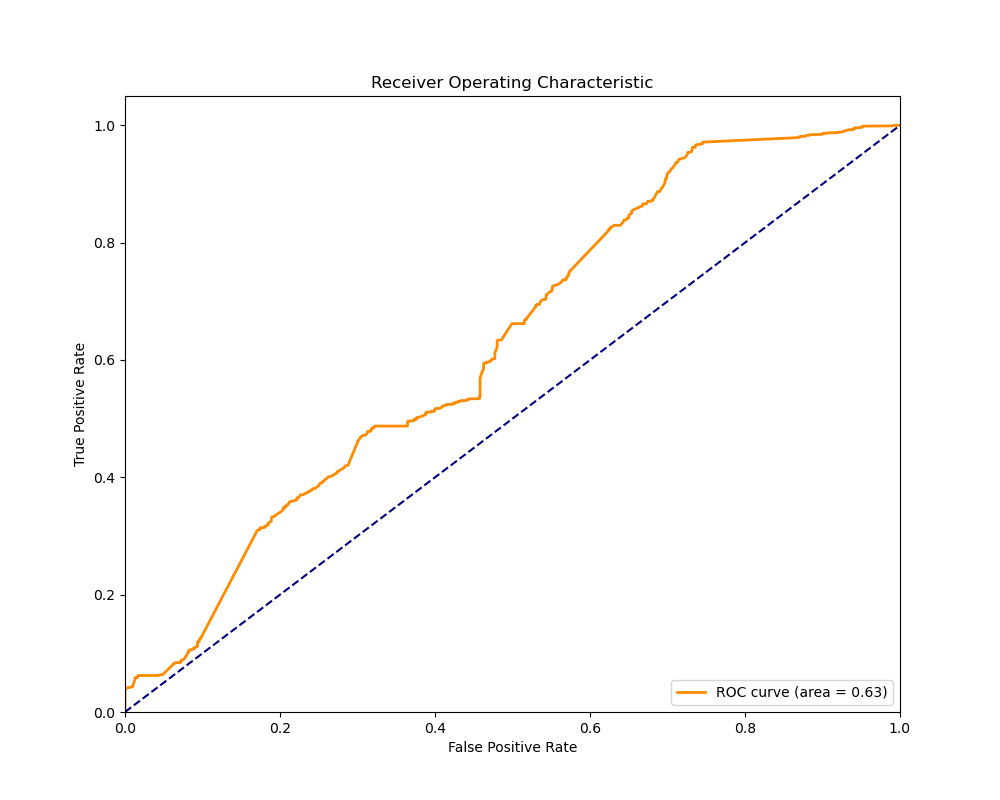 Receiver Operating Characteristic
1.0
0.8
0.6
0.4
0.2
0.0
True Positive Rate
ROC curve (area = 0.63)
0.0 0.2 0.4 0.6 0.8 1.0
False Positive Rate